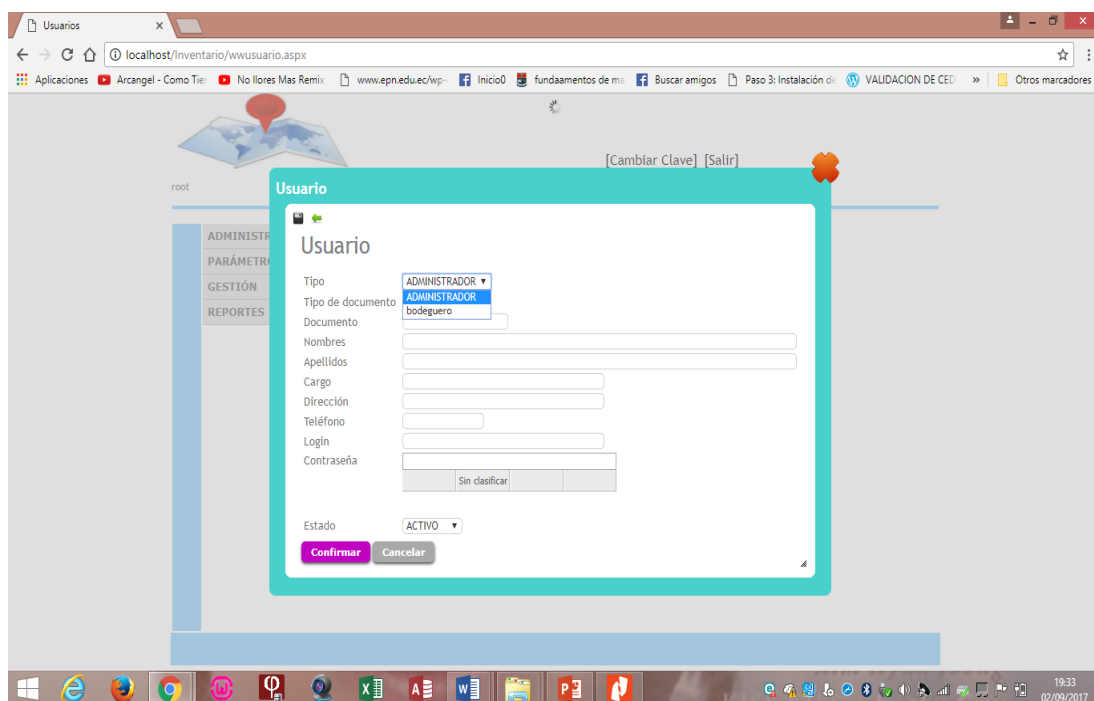 Usuarios
localhost/Inventario/wwusuario.aspx
Aplicaciones Arcangel - Como Tier No llores Mas Remix www.epn.edu.ec/wp- Inicio0 fundaamentos de ma Buscar amigos Paso 3: Instalación de VALIDACION DE CED » Otros marcadores
[Cambiar Clave] [Salir]
root
Usuario
ADMINISTR
PARÁMETRO
GESTIÓN
REPORTES
Usuario
Tipo ADMINISTRADOR
ADMINISTRADOR
bodeguero
Tipo de documento
Documento
Nombres
Apellidos
Cargo
Dirección
Teléfono
Login
Contraseña
Sin clasificar
Estado ACTIVO
Confirmar Cancelar
19:33
02/09/2017